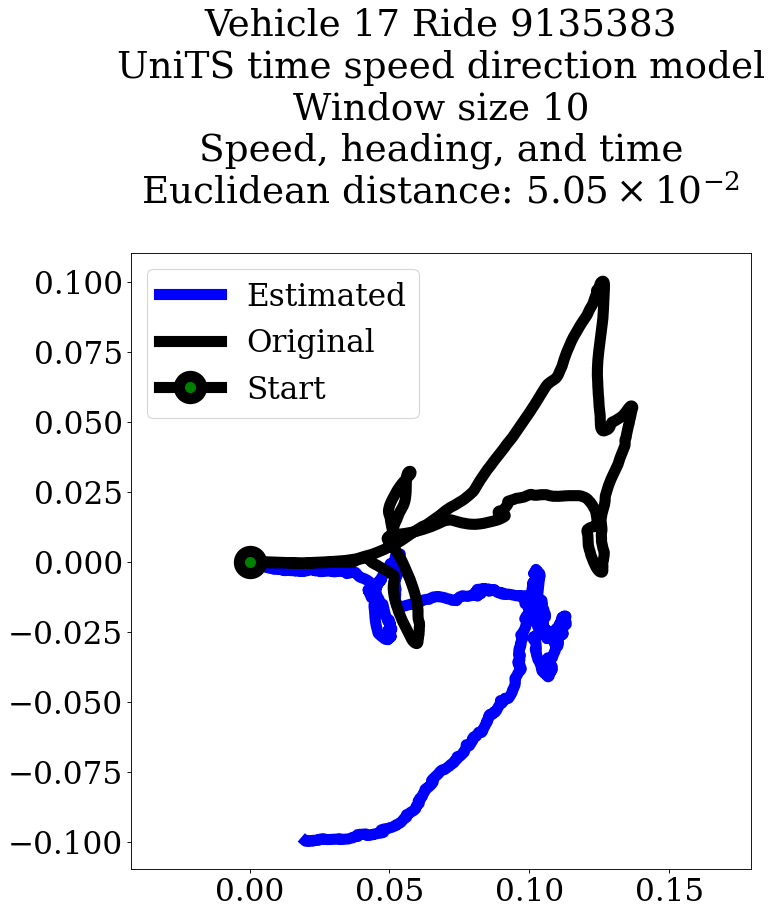 Vehicle 17 Ride 9135383
UniTS time speed direction model
Window size 10
Speed, heading, and time
Euclidean distance: 5.05 × 10⁻²
Estimated
Original
Start
0.100
0.075
0.050
0.025
0.000
−0.025
−0.050
−0.075
−0.100
0.00 0.05 0.10 0.15